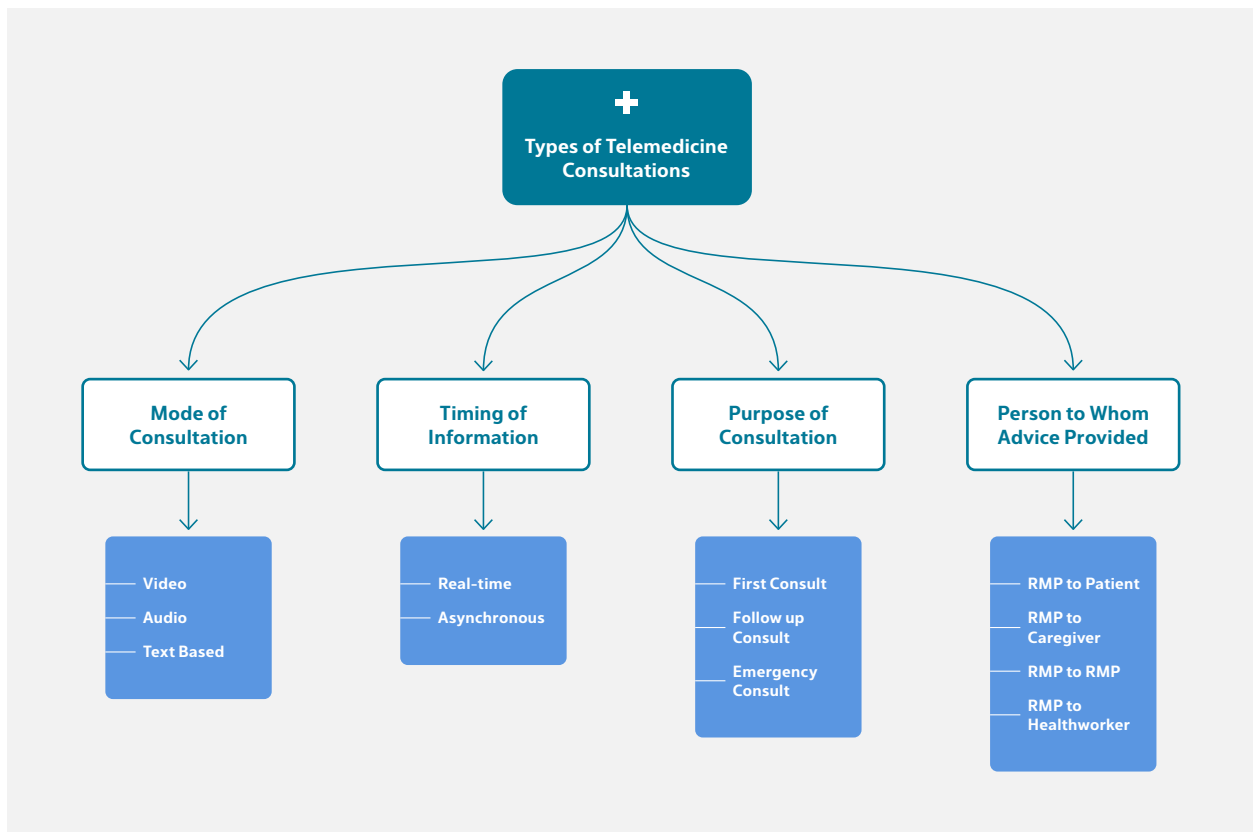 Types of Telemedicine
Consultations
Mode of
Consultation
Video
Audio
Text Based
Timing of
Information
Real-time
Asynchronous
Purpose of
Consultation
First Consult
Follow up
Consult
Emergency
Consult
Person to Whom
Advice Provided
RMP to Patient
RMP to
Caregiver
RMP to RMP
RMP to
Healthworker